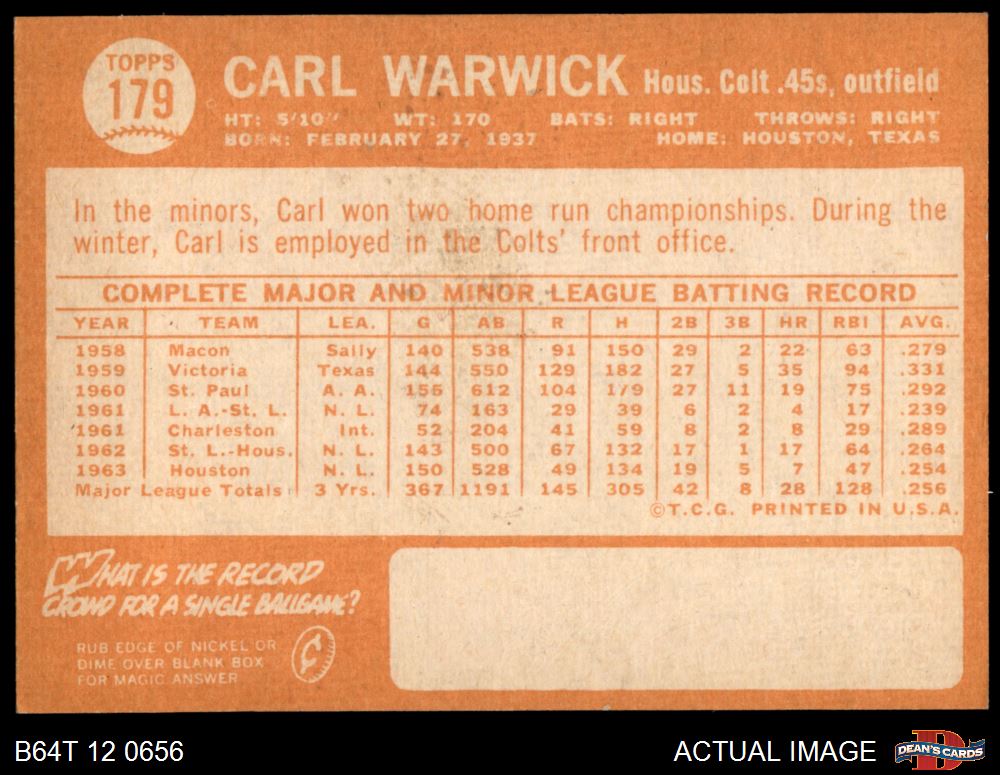 TOPPS
179
CARL WARWICK Hous. Colt .45s, outfield
HT: 5'10" WT: 170 BATS: RIGHT THROWS: RIGHT
BORN: FEBRUARY 27, 1937 HOME: HOUSTON, TEXAS
In the minors, Carl won two home run championships. During the
winter, Carl is employed in the Colts' front office.
COMPLETE MAJOR AND MINOR LEAGUE BATTING RECORD
YEAR TEAM LEA. G AB R H 2B 3B HR RBI AVG.
1958 Macon Sally 140 538 91 150 29 2 22 63 .279
1959 Victoria Texas 144 550 129 182 27 5 35 94 .331
1960 St. Paul A. A. 155 612 104 179 27 11 19 75 .292
1961 L. A.-St. L. N. L. 74 163 29 39 6 2 4 17 .239
1961 Charleston Int. 52 204 41 59 8 2 8 29 .289
1962 St. L.-Hous. N. L. 143 500 67 132 17 1 17 64 .264
1963 Houston N. L. 150 528 49 134 19 5 7 47 .254
Major League Totals 3 Yrs. 367 1191 145 305 42 8 28 128 .256
©T.C.G. PRINTED IN U.S.A.
WHAT IS THE RECORD
CROWD FOR A SINGLE BALLGAME?
RUB EDGE OF NICKEL OR
DIME OVER BLANK BOX
FOR MAGIC ANSWER
¢
B64T 12 0656 ACTUAL IMAGE DEAN'S CARDS